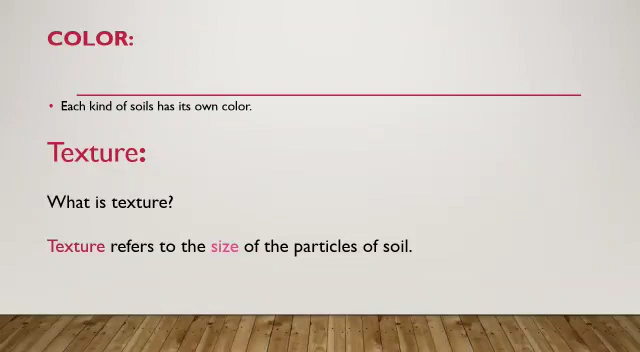 COLOR:
• Each kind of soils has its own color.
Texture:
What is texture?
Texture refers to the size of the particles of soil.